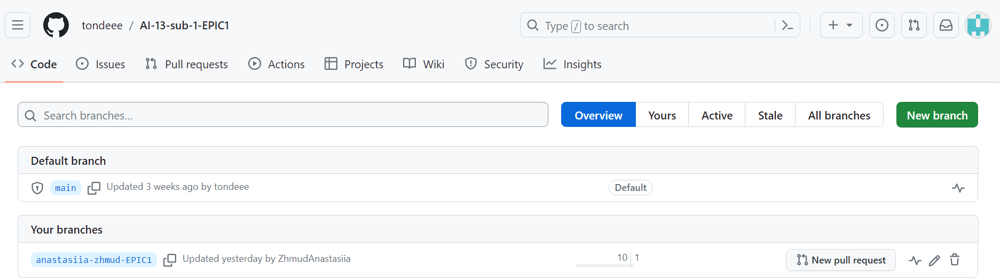 tondeee / AI-13-sub-1-EPIC1
Type / to search
Code Issues Pull requests Actions Projects Wiki Security Insights
Search branches...
Overview Yours Active Stale All branches New branch
Default branch
main Updated 3 weeks ago by tondeee Default
Your branches
anastasiia-zhmud-EPIC1 Updated yesterday by ZhmudAnastasiia 10 1 New pull request